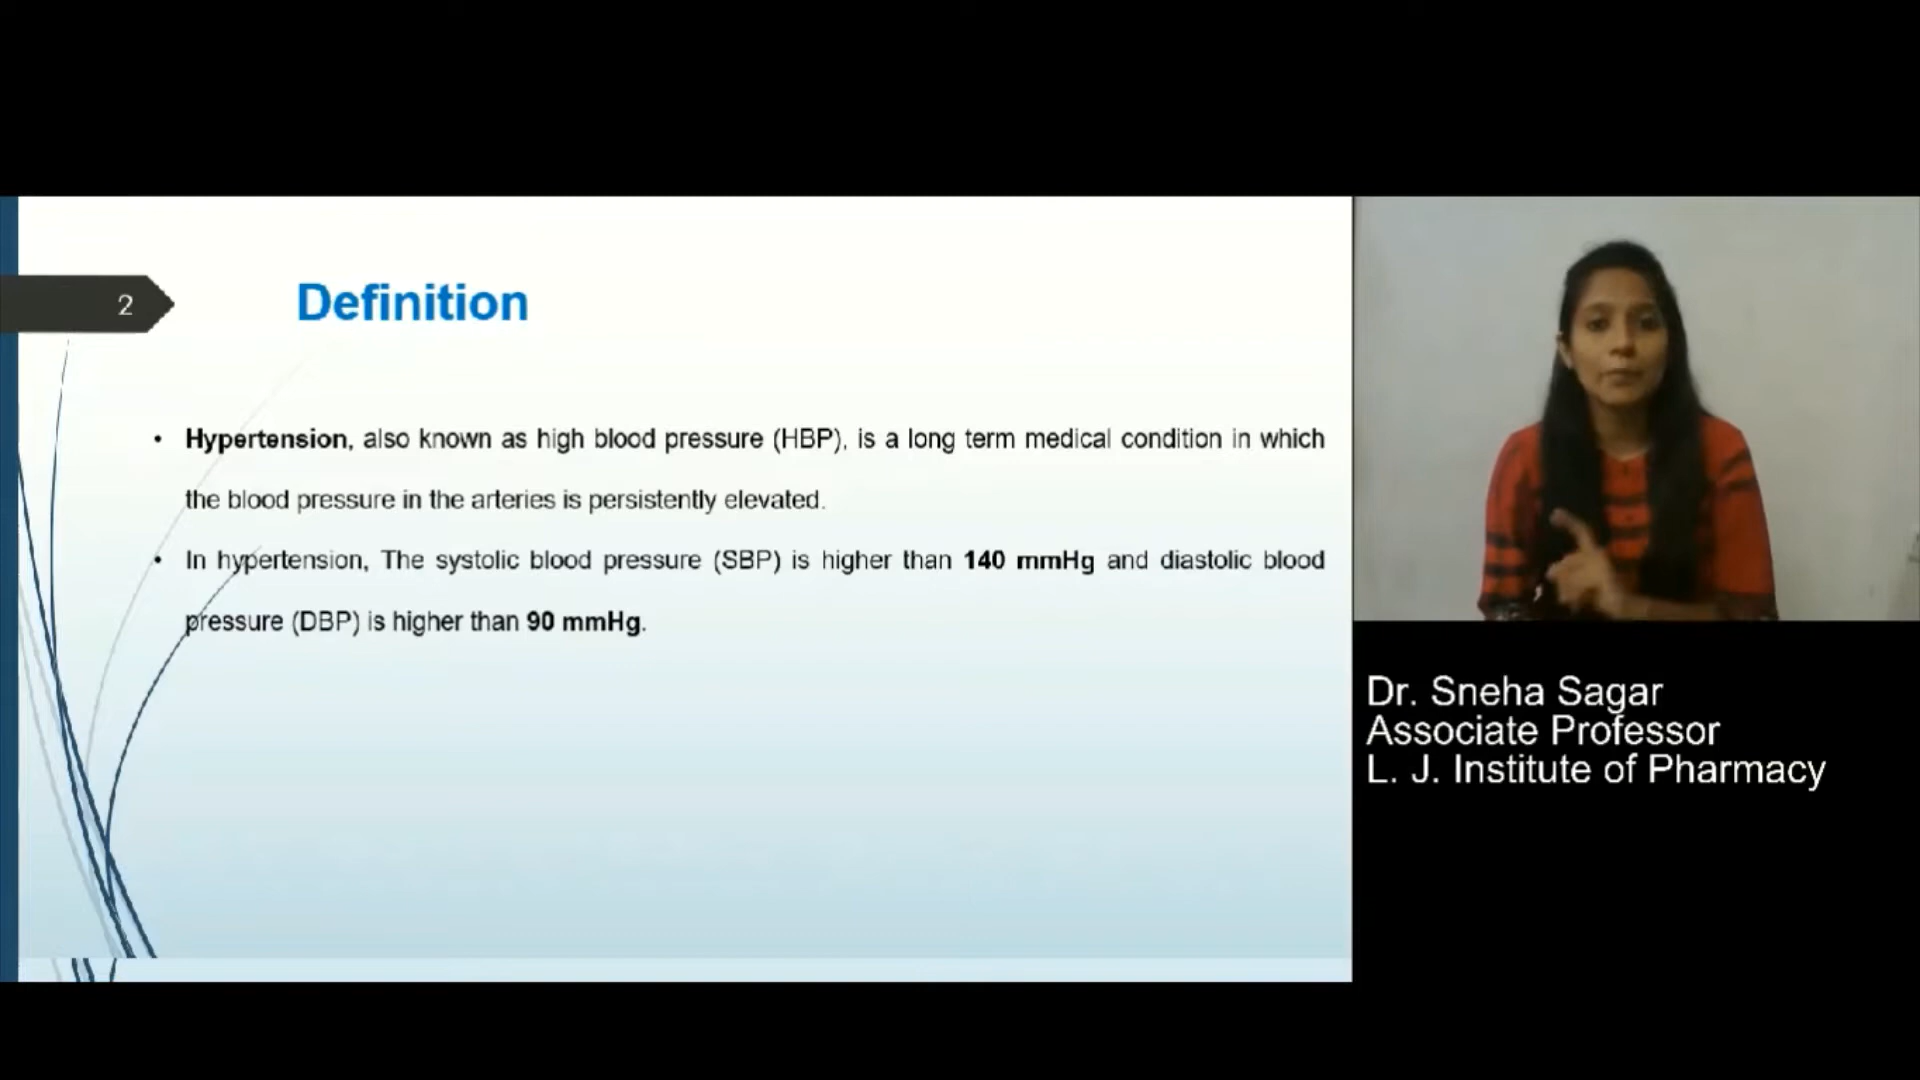 2
Definition
• Hypertension, also known as high blood pressure (HBP), is a long term medical condition in which
the blood pressure in the arteries is persistently elevated.
• In hypertension, The systolic blood pressure (SBP) is higher than 140 mmHg and diastolic blood
pressure (DBP) is higher than 90 mmHg.
Dr. Sneha Sagar
Associate Professor
L. J. Institute of Pharmacy